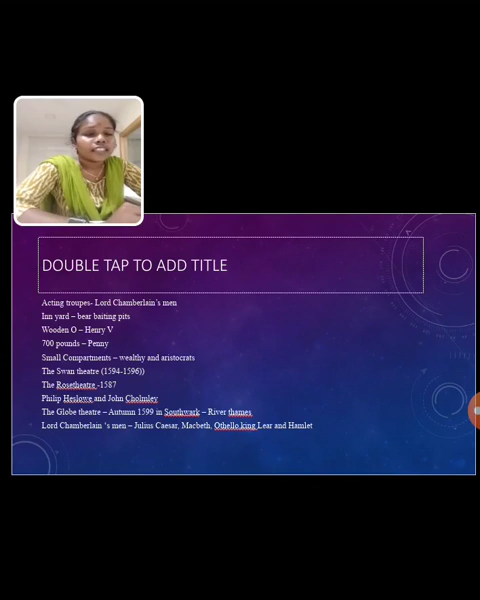 DOUBLE TAP TO ADD TITLE
Acting troupes- Lord Chamberlain's men
Inn yard – bear baiting pits
Wooden O – Henry V
700 pounds – Penny
Small Compartments – wealthy and aristocrats
The Swan theatre (1594-1596))
The Rosetheatre -1587
Philip Heslowe and John Cholmley
The Globe theatre – Autumn 1599 in Southwark – River thames
Lord Chamberlain 's men – Julius Caesar, Macbeth, Othello,king Lear and Hamlet